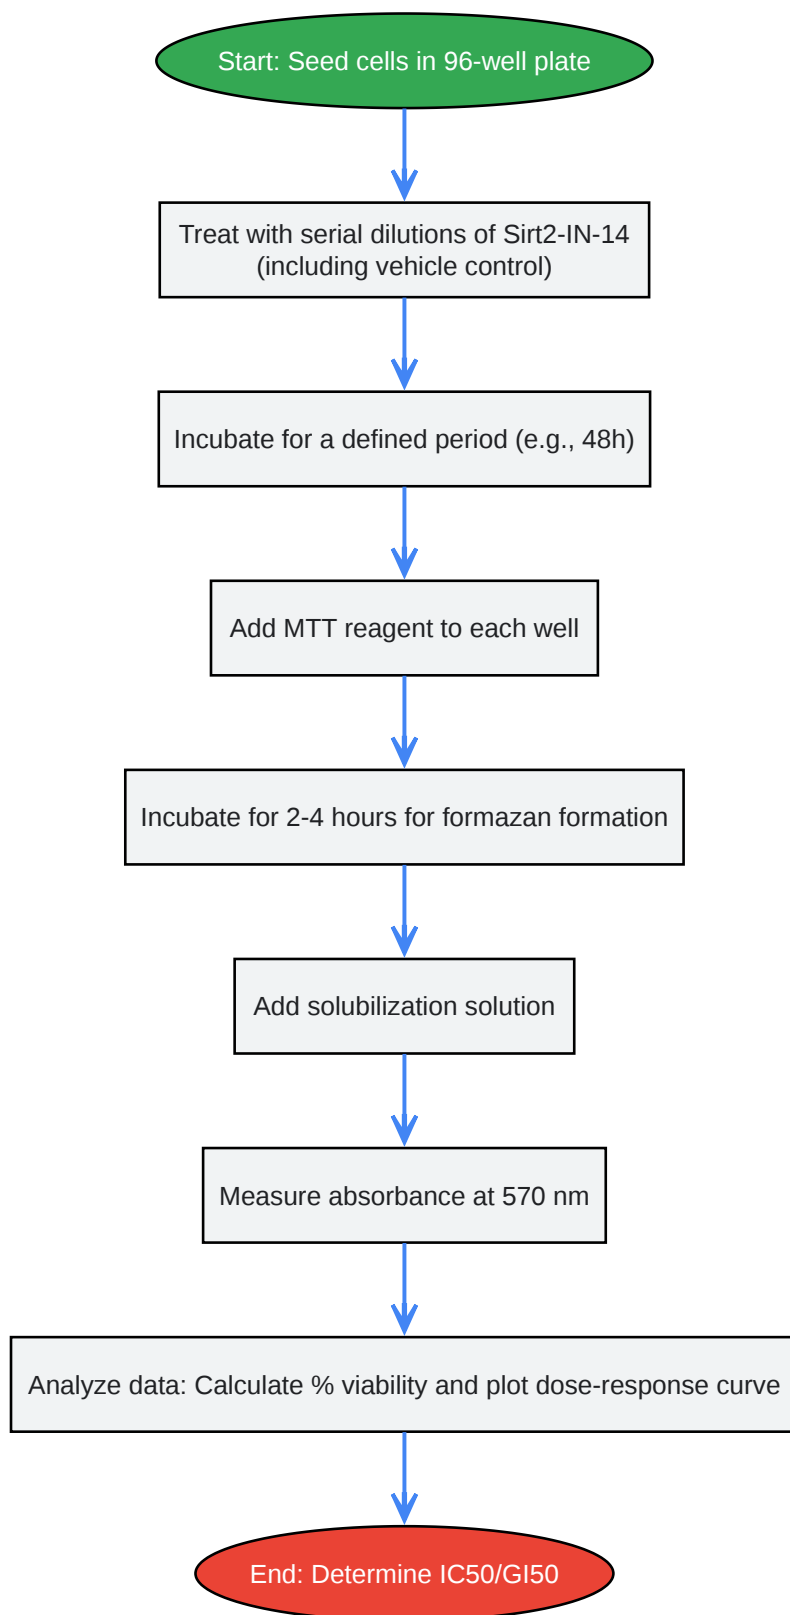 Start: Seed cells in 96-well plate
Treat with serial dilutions of Sirt2-IN-14
(including vehicle control)
Incubate for a defined period (e.g., 48h)
Add MTT reagent to each well
Incubate for 2-4 hours for formazan formation
Add solubilization solution
Measure absorbance at 570 nm
Analyze data: Calculate % viability and plot dose-response curve
End: Determine IC50/GI50